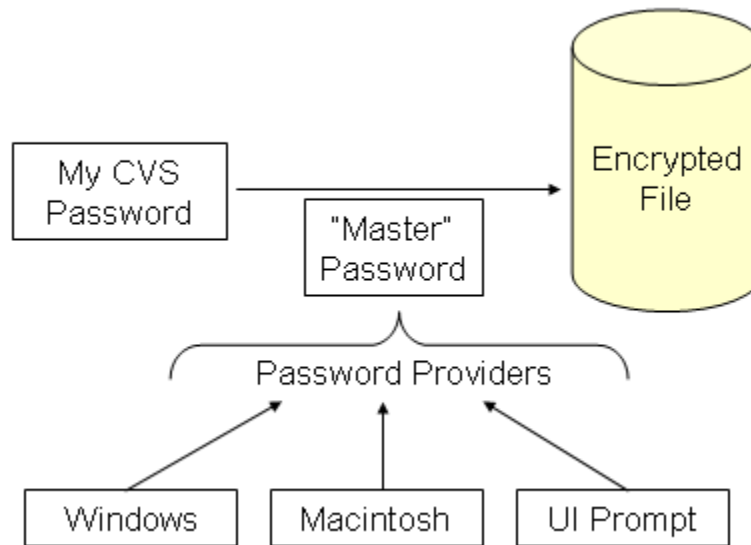 My CVS
Password
Encrypted
File
"Master"
Password
Password Providers
Windows
Macintosh
UI Prompt